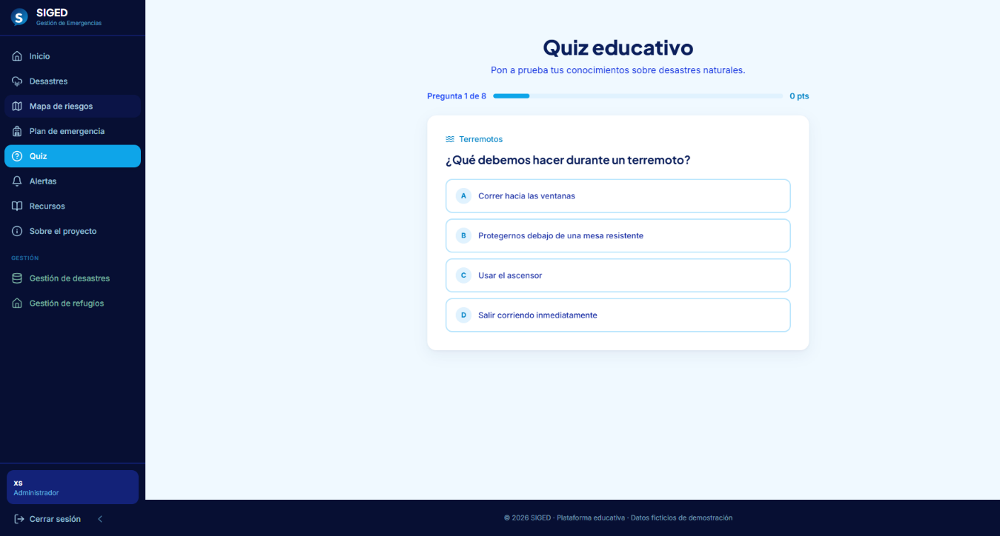 SIGED
Gestión de Emergencias
Inicio
Desastres
Mapa de riesgos
Plan de emergencia
Quiz
Alertas
Recursos
Sobre el proyecto
GESTIÓN
Gestión de desastres
Gestión de refugios
xs
Administrador
Cerrar sesión
Quiz educativo
Pon a prueba tus conocimientos sobre desastres naturales.
Pregunta 1 de 8 0 pts
Terremotos
¿Qué debemos hacer durante un terremoto?
A Correr hacia las ventanas
B Protegernos debajo de una mesa resistente
C Usar el ascensor
D Salir corriendo inmediatamente
© 2026 SIGED · Plataforma educativa · Datos ficticios de demostración